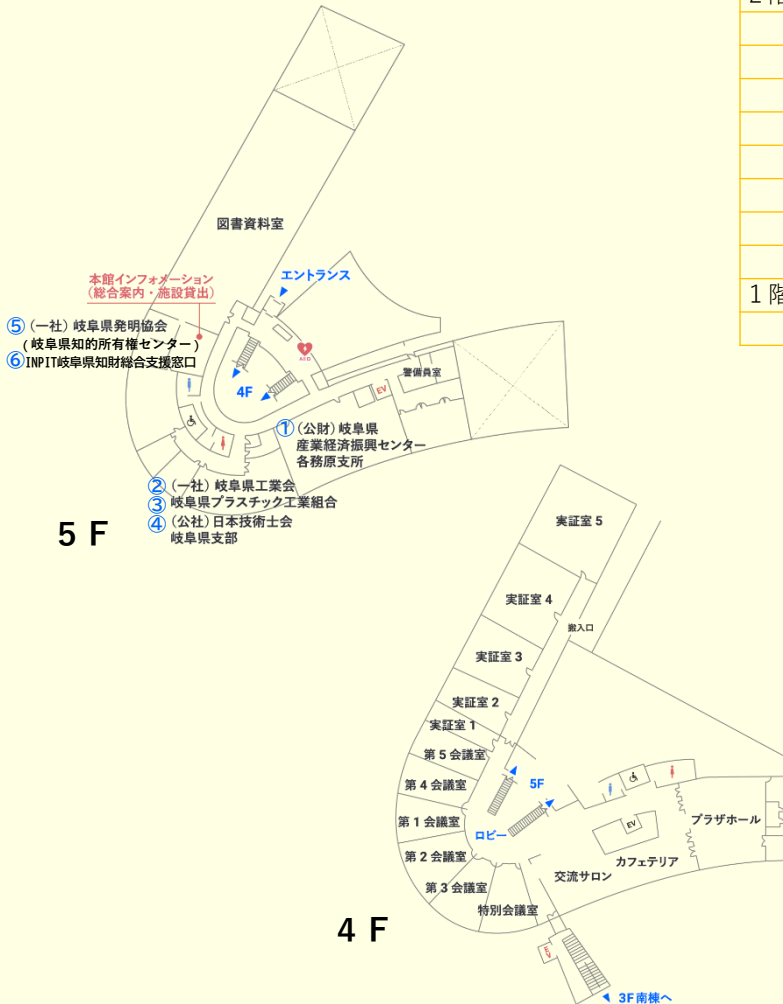 2階
図書資料室
エントランス
本館インフォメーション
(総合案内・施設貸出)
⑤ (一社) 岐阜県発明協会
(岐阜県知的所有権センター)
⑥ INPIT岐阜県知財総合支援窓口
AED
4F
警備員室
EV
1階
① (公財) 岐阜県
産業経済振興センター
各務原支所
② (一社) 岐阜県工業会
③ 岐阜県プラスチック工業組合
④ (公社) 日本技術士会
岐阜県支部
5 F
実証室 5
実証室 4
搬入口
実証室 3
実証室 2
実証室 1
第 5 会議室
5F
第 4 会議室
第 1 会議室
ロビー
EV
プラザホール
第 2 会議室
カフェテリア
交流サロン
第 3 会議室
特別会議室
4 F
EV
3F南棟へ